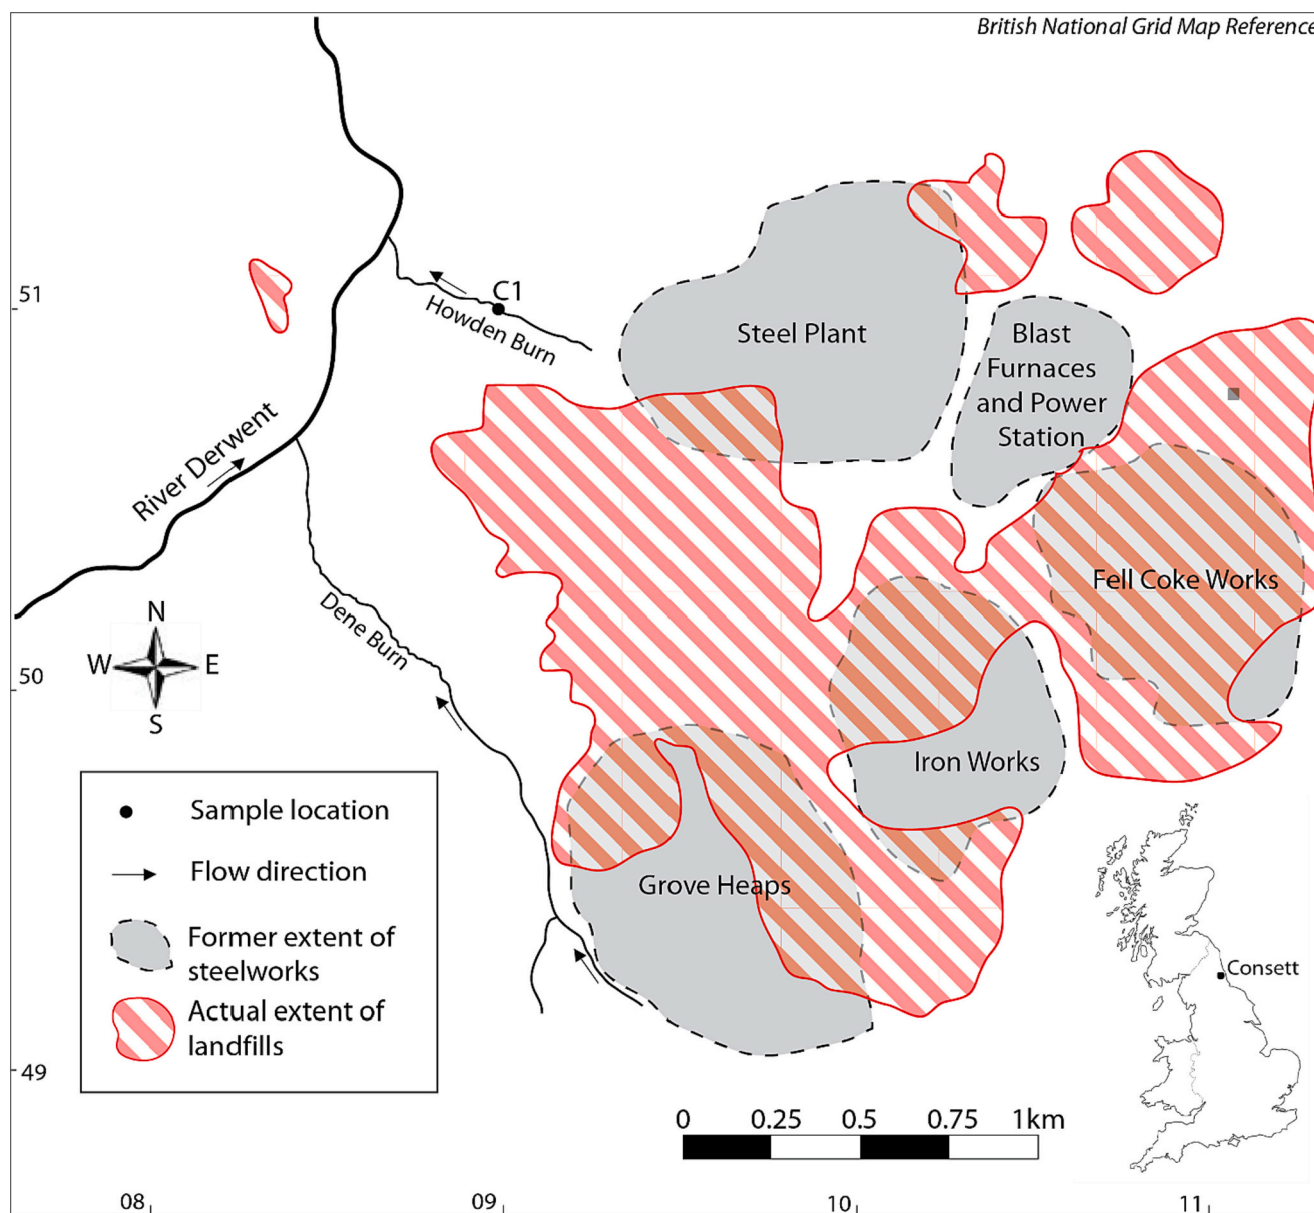 British National Grid Map Reference
51
C1
Howden Burn
Steel Plant
Blast
Furnaces
and Power
Station
River Derwent
Fell Coke Works
Dene Burn
N
W
E
S
50
Iron Works
Grove Heaps
Sample location
Flow direction
Former extent of
steelworks
Actual extent of
landfills
Consett
49
0 0.25 0.5 0.75 1km
08 09 10 11